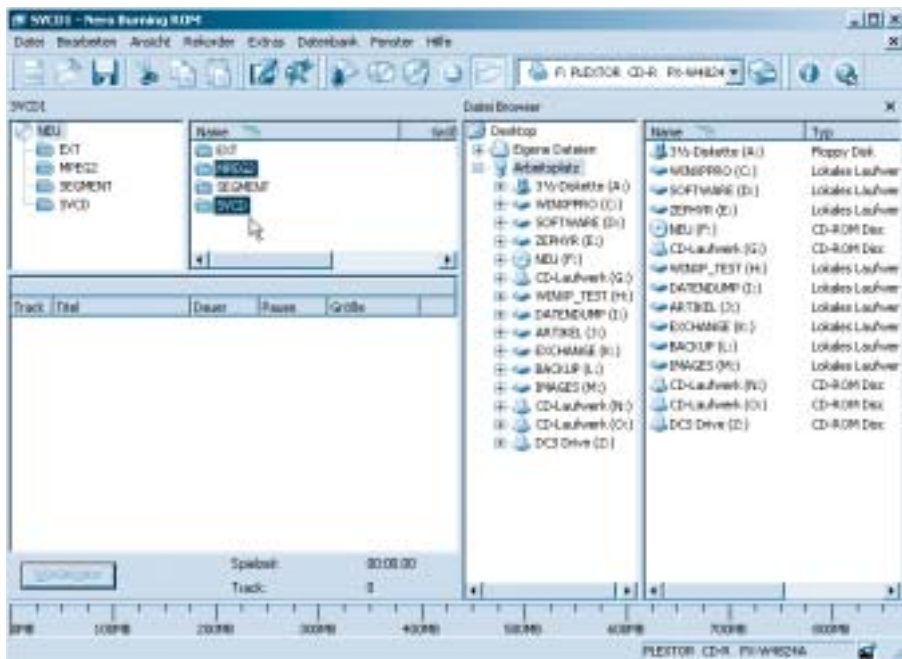 SVCD1 - Nero Burning ROM
Datei Bearbeiten Ansicht Rekorder Extras Datenbank Fenster Hilfe
F: PLEXTOR CD-R PX-W4824
SVCD1
Datei Browser
NEU
EXT
MPEG2
SEGMENT
SVCD
Name
EXT
MPEG2
SEGMENT
SVCD
Track Titel Dauer Pause Größe
Spielzeit: 00:00.00
Track: 0
Desktop
Eigene Dateien
Arbeitsplatz
3½-Diskette (A:)
WINXPPRO (C:)
SOFTWARE (D:)
ZEPHYR (E:)
NEU (F:)
CD-Laufwerk (G:)
WINXP_TEST (H:)
DATENDUMP (I:)
ARTIKEL (J:)
EXCHANGE (K:)
BACKUP (L:)
IMAGES (M:)
CD-Laufwerk (N:)
CD-Laufwerk (O:)
DCS Drive (Z:)
Name Typ
3½-Diskette (A:) Floppy Disk
WINXPPRO (C:) Lokales Laufwer
SOFTWARE (D:) Lokales Laufwer
ZEPHYR (E:) Lokales Laufwer
NEU (F:) CD-ROM Disc
CD-Laufwerk (G:) CD-ROM Disc
WINXP_TEST (H:) Lokales Laufwer
DATENDUMP (I:) Lokales Laufwer
ARTIKEL (J:) Lokales Laufwer
EXCHANGE (K:) Lokales Laufwer
BACKUP (L:) Lokales Laufwer
IMAGES (M:) Lokales Laufwer
CD-Laufwerk (N:) CD-ROM Disc
CD-Laufwerk (O:) CD-ROM Disc
DCS Drive (Z:) CD-ROM Disc
0MB 100MB 200MB 300MB 400MB 500MB 600MB 700MB 800MB
PLEXTOR CD-R PX-W4824A